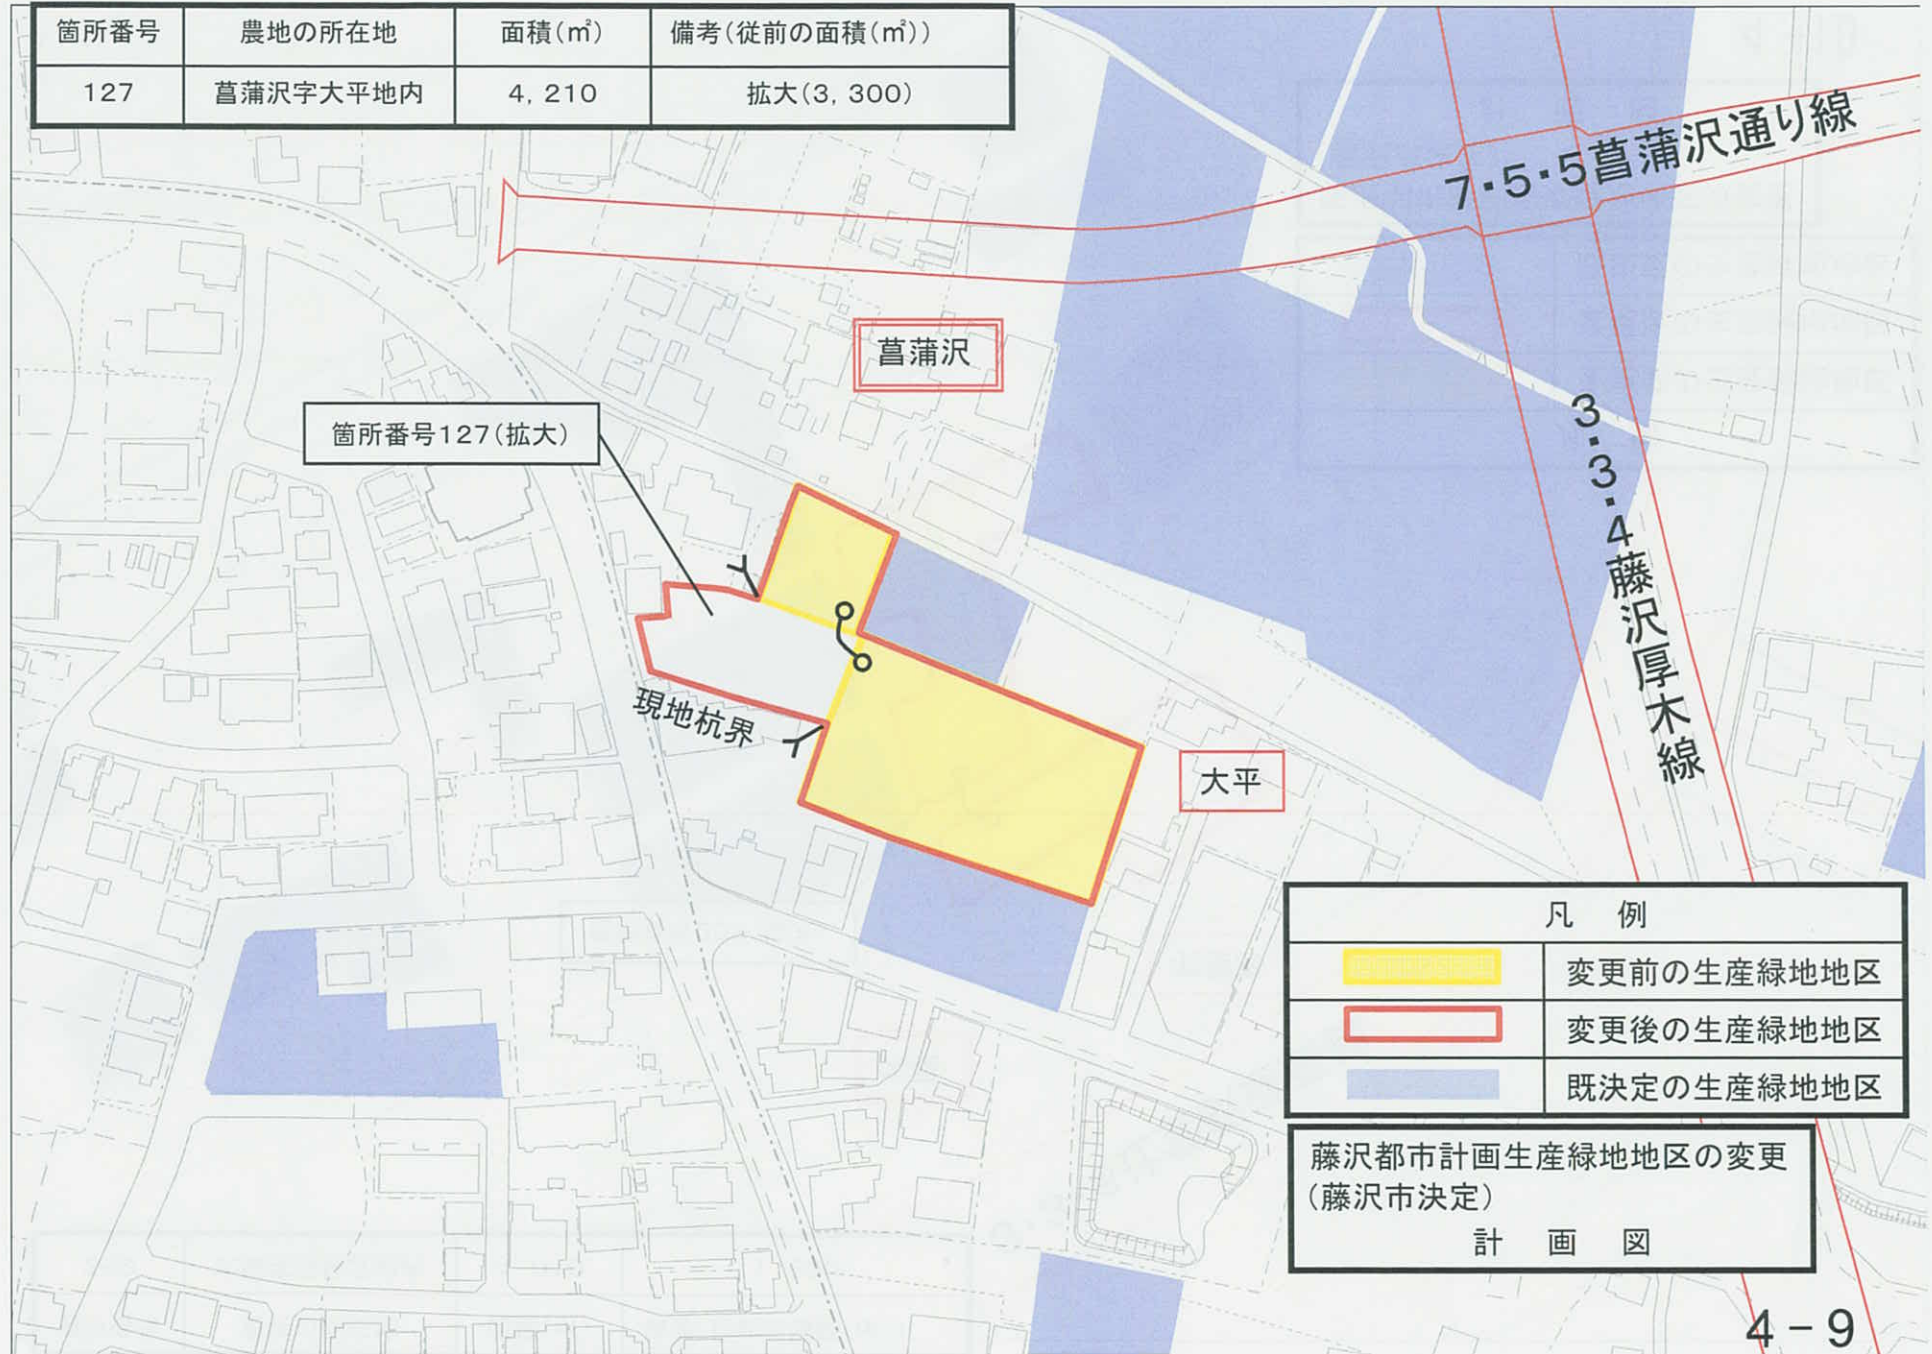 箇所番号 農地の所在地 面積(㎡) 備考(従前の面積(㎡))
127 菖蒲沢字大平地内 4,210 拡大(3,300)
7・5・5菖蒲沢通り線
菖蒲沢
箇所番号127(拡大)
3・3・4藤沢厚木線
現地杭界
大平
凡 例
変更前の生産緑地地区
変更後の生産緑地地区
既決定の生産緑地地区
藤沢都市計画生産緑地地区の変更
(藤沢市決定)
計 画 図
4-9